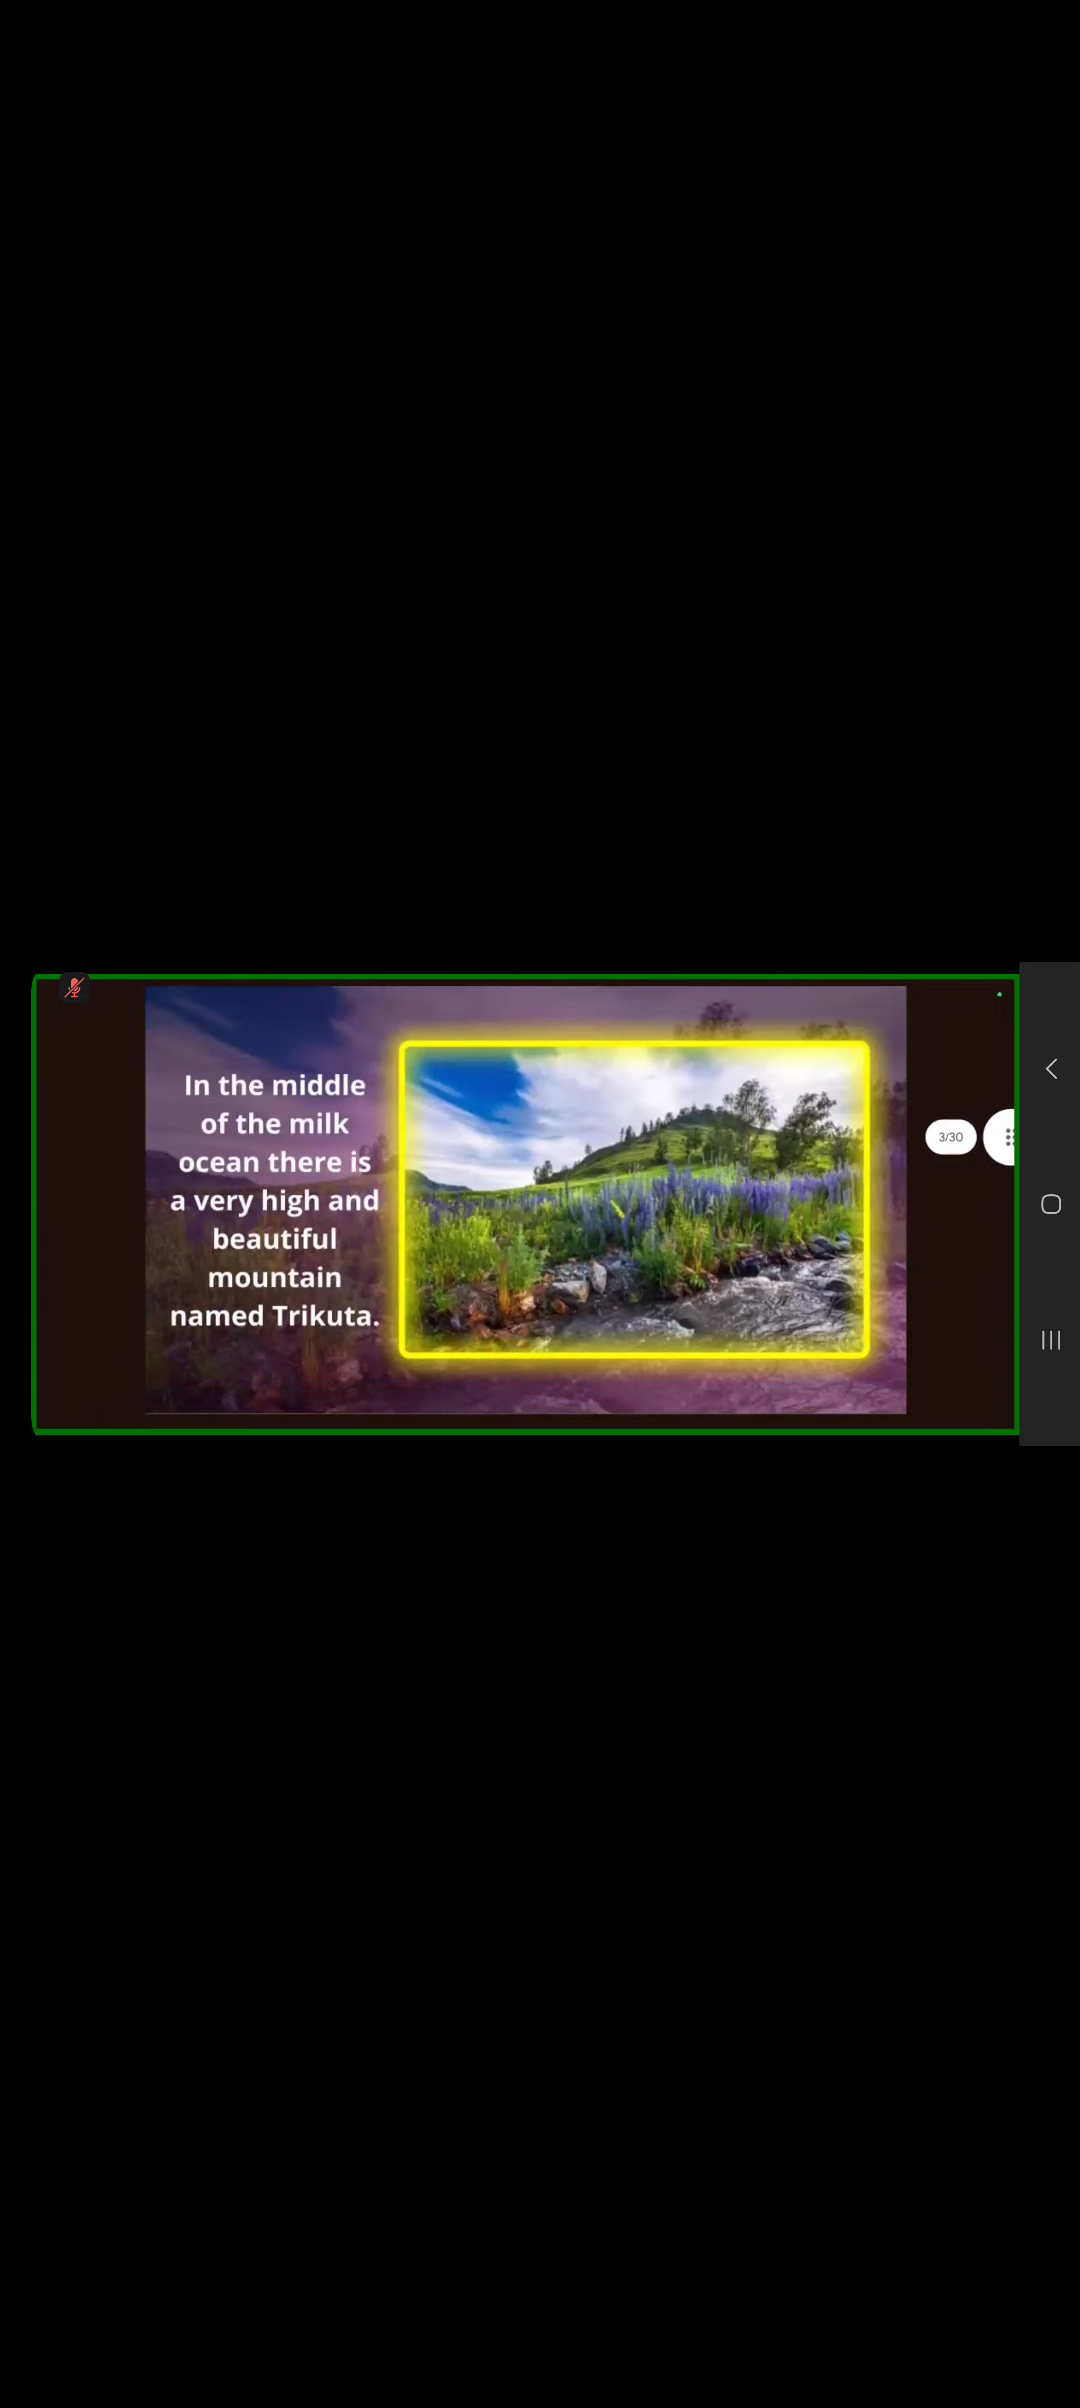 In the middle
of the milk
ocean there is
a very high and
beautiful
mountain
named Trikuta.
3/30